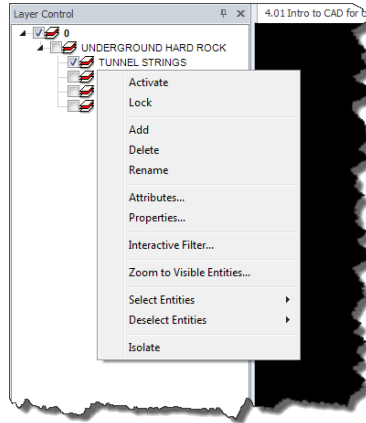 Layer Control
4.01 Intro to CAD for
0
UNDERGROUND HARD ROCK
TUNNEL STRINGS
Activate
Lock
Add
Delete
Rename
Attributes...
Properties...
Interactive Filter...
Zoom to Visible Entities...
Select Entities
Deselect Entities
Isolate